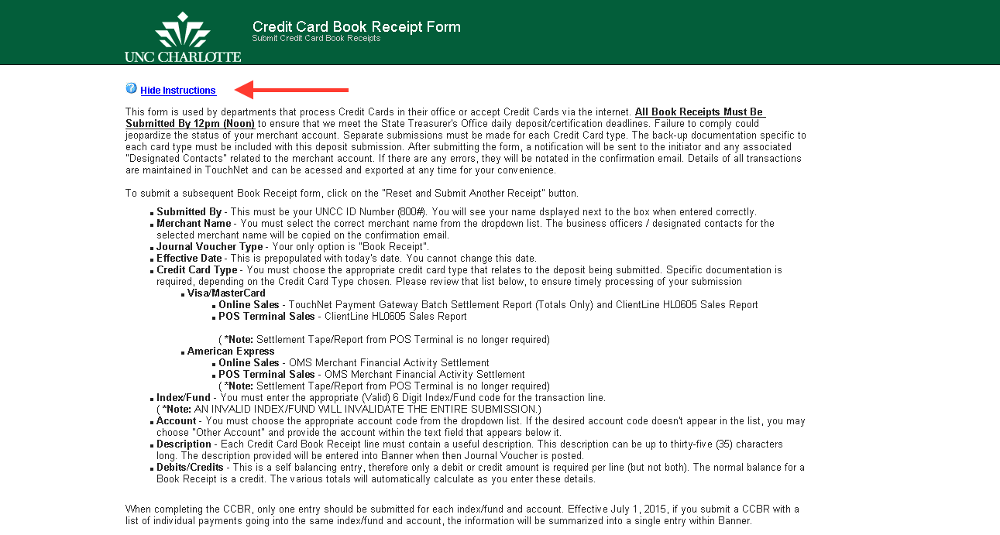 Credit Card Book Receipt Form
Submit Credit Card Book Receipts
UNC CHARLOTTE
Hide Instructions
This form is used by departments that process Credit Cards in their office or accept Credit Cards via the internet. All Book Receipts Must Be
Submitted By 12pm (Noon) to ensure that we meet the State Treasurer's Office daily deposit/certification deadlines. Failure to comply could
jeopardize the status of your merchant account. Separate submissions must be made for each Credit Card type. The back-up documentation specific to
each card type must be included with this deposit submission. After submitting the form, a notification will be sent to the initiator and any associated
"Designated Contacts" related to the merchant account. If there are any errors, they will be notated in the confirmation email. Details of all transactions
are maintained in TouchNet and can be acessed and exported at any time for your convenience.
To submit a subsequent Book Receipt form, click on the "Reset and Submit Another Receipt" button.
Submitted By - This must be your UNCC ID Number (800#). You will see your name dsplayed next to the box when entered correctly.
Merchant Name - You must select the correct merchant name from the dropdown list. The business officers / designated contacts for the
selected merchant name will be copied on the confirmation email.
Journal Voucher Type - Your only option is "Book Receipt".
Effective Date - This is prepopulated with today's date. You cannot change this date.
Credit Card Type - You must choose the appropriate credit card type that relates to the deposit being submitted. Specific documentation is
required, depending on the Credit Card Type chosen. Please review that list below, to ensure timely processing of your submission
Visa/MasterCard
Online Sales - TouchNet Payment Gateway Batch Settlement Report (Totals Only) and ClientLine HL0605 Sales Report
POS Terminal Sales - ClientLine HL0605 Sales Report
( *Note: Settlement Tape/Report from POS Terminal is no longer required)
American Express
Online Sales - OMS Merchant Financial Activity Settlement
POS Terminal Sales - OMS Merchant Financial Activity Settlement
( *Note: Settlement Tape/Report from POS Terminal is no longer required)
Index/Fund - You must enter the appropriate (Valid) 6 Digit Index/Fund code for the transaction line.
( *Note: AN INVALID INDEX/FUND WILL INVALIDATE THE ENTIRE SUBMISSION.)
Account - You must choose the appropriate account code from the dropdown list. If the desired account code doesn't appear in the list, you may
choose "Other Account" and provide the account within the text field that appears below it.
Description - Each Credit Card Book Receipt line must contain a useful description. This description can be up to thirty-five (35) characters
long. The description provided will be entered into Banner when then Journal Voucher is posted.
Debits/Credits - This is a self balancing entry, therefore only a debit or credit amount is required per line (but not both). The normal balance for a
Book Receipt is a credit. The various totals will automatically calculate as you enter these details.
When completing the CCBR, only one entry should be submitted for each index/fund and account. Effective July 1, 2015, if you submit a CCBR with a
list of individual payments going into the same index/fund and account, the information will be summarized into a single entry within Banner.